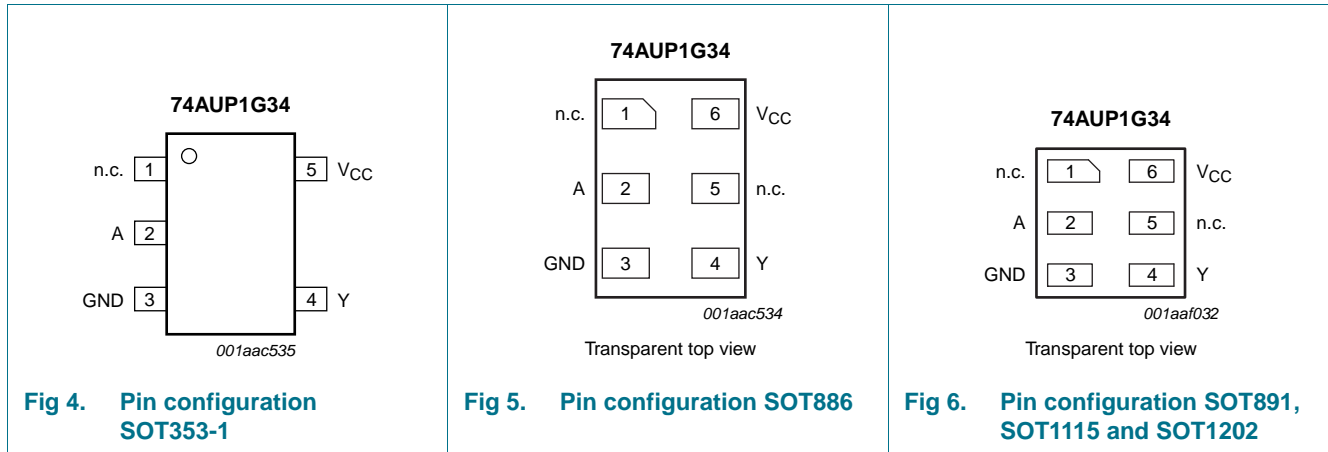 74AUP1G34
n.c. 1 5 VCC
A 2
GND 3 4 Y
001aac535
Fig 4. Pin configuration
SOT353-1
74AUP1G34
n.c. 1 6 VCC
A 2 5 n.c.
GND 3 4 Y
001aac534
Transparent top view
Fig 5. Pin configuration SOT886
74AUP1G34
n.c. 1 6 VCC
A 2 5 n.c.
GND 3 4 Y
001aaf032
Transparent top view
Fig 6. Pin configuration SOT891,
SOT1115 and SOT1202